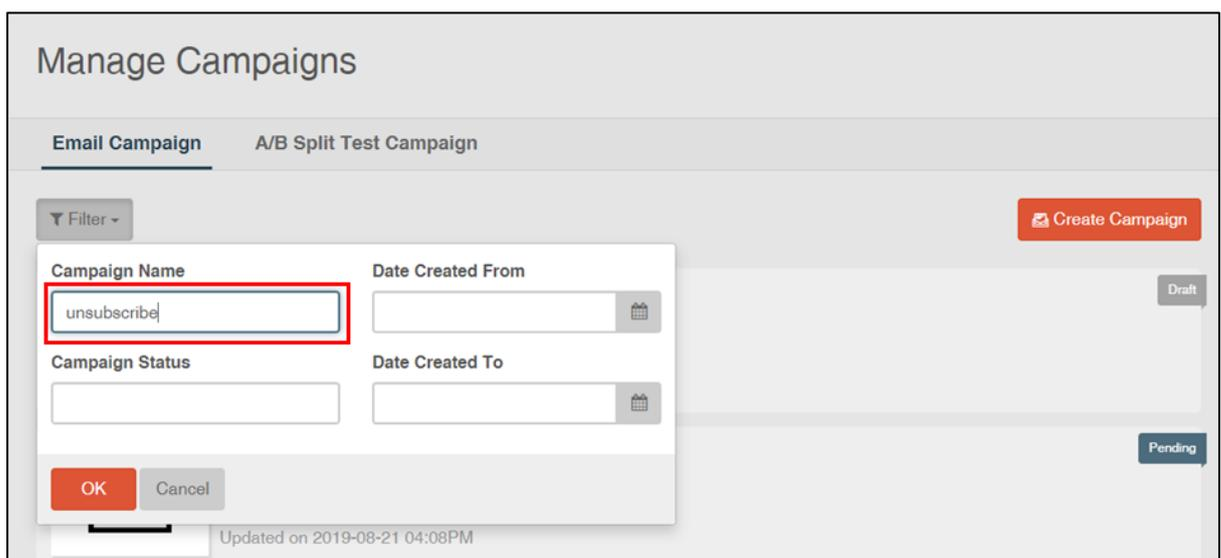 Manage Campaigns
Email Campaign A/B Split Test Campaign
Filter
Create Campaign
Campaign Name Date Created From
unsubscribe
Draft
Campaign Status Date Created To
Pending
OK Cancel
Updated on 2019-08-21 04:08PM